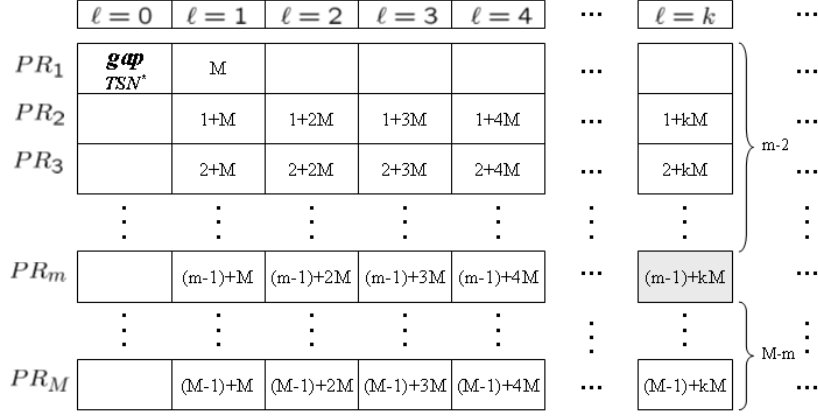 ℓ = 0 ℓ = 1 ℓ = 2 ℓ = 3 ℓ = 4 ... ℓ = k ...
PR₁ gap M ... ...
TSN*
PR₂ 1+M 1+2M 1+3M 1+4M ... 1+kM ...
m-2
PR₃ 2+M 2+2M 2+3M 2+4M ... 2+kM ...
PRₘ (m-1)+M (m-1)+2M (m-1)+3M (m-1)+4M ... (m-1)+kM ...
M-m
PR_M (M-1)+M (M-1)+2M (M-1)+3M (M-1)+4M ... (M-1)+kM ...